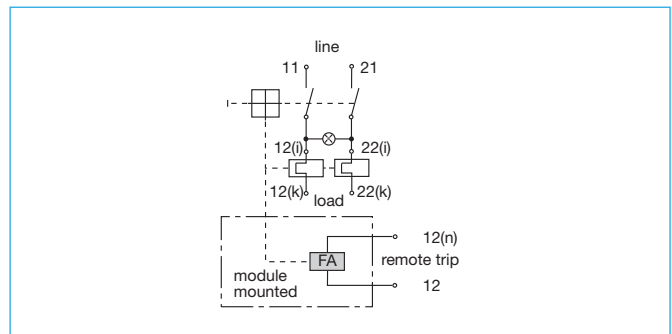 line
11 21
12(i) 22(i)
12(k) 22(k)
load
12(n)
FA remote trip
module
mounted
12